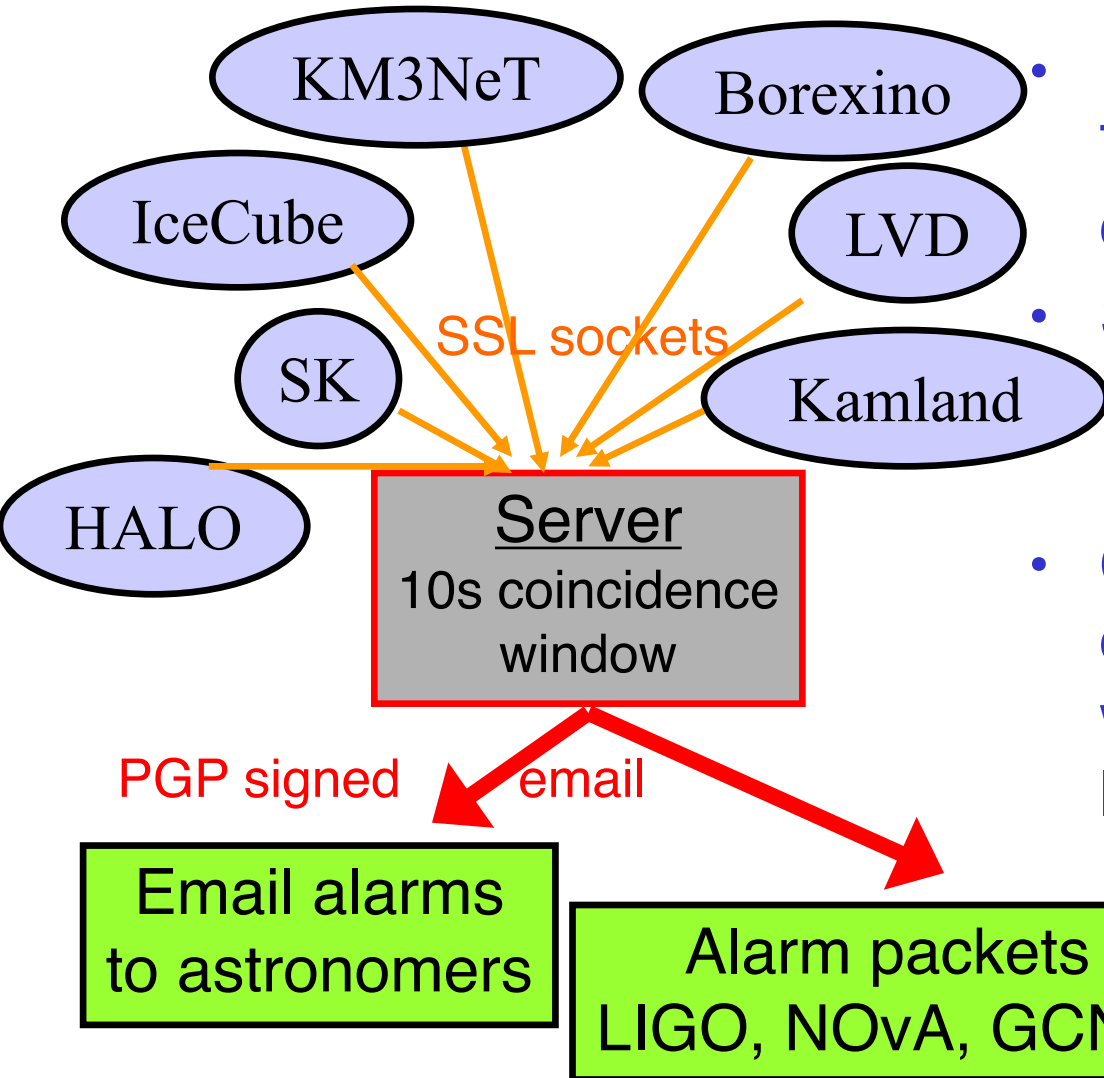 KM3NeT
Borexino
IceCube
LVD
SSL sockets
SK
Kamland
HALO
Server
10s coincidence
window
PGP signed email
Email alarms
to astronomers
Alarm packets
LIGO, NOvA, GCN